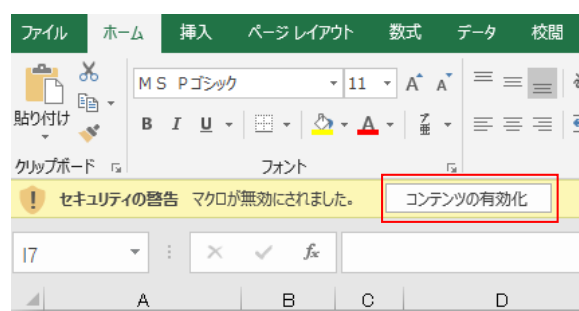 ファイル ホーム 挿入 ページ レイアウト 数式 データ 校閲
ＭＳ Ｐゴシック 11 A A
貼り付け B I U A ア亜
クリップボード フォント
セキュリティの警告 マクロが無効にされました。 コンテンツの有効化
I7 fx
A B C D